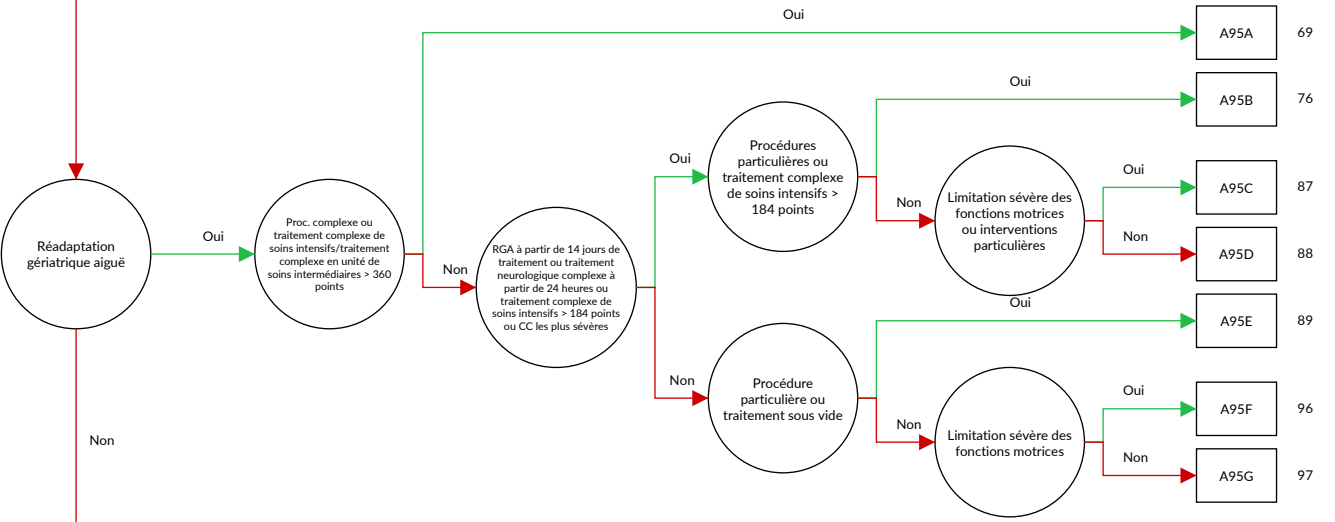 Oui
A95A
69
Oui
A95B
76
Procédures
particulières ou
traitement complexe
de soins intensifs >
184 points
Oui
Oui
A95C
87
Non
Limitation sévère des
fonctions motrices
ou interventions
particulières
Non
A95D
88
Réadaptation
gériatrique aiguë
Oui
Proc. complexe ou
traitement complexe de
soins intensifs/traitement
complexe en unité de
soins intermédiaires > 360
points
Non
RGA à partir de 14 jours de
traitement ou traitement
neurologique complexe à
partir de 24 heures ou
traitement complexe de
soins intensifs > 184 points
ou CC les plus sévères
Oui
A95E
89
Non
Procédure
particulière ou
traitement sous vide
Oui
A95F
96
Non
Limitation sévère des
fonctions motrices
Non
A95G
97
Non